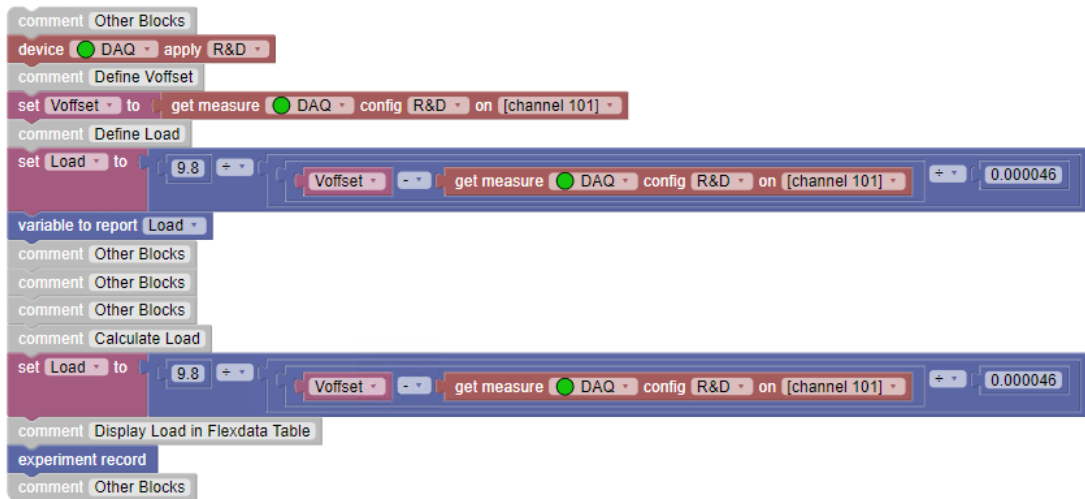 comment Other Blocks
device DAQ apply R&D
comment Define Voffset
set Voffset to get measure DAQ config R&D on [channel 101]
comment Define Load
set Load to 9.8 ÷ Voffset - get measure DAQ config R&D on [channel 101] ÷ 0.000046
variable to report Load
comment Other Blocks
comment Other Blocks
comment Other Blocks
comment Calculate Load
set Load to 9.8 ÷ Voffset - get measure DAQ config R&D on [channel 101] ÷ 0.000046
comment Display Load in Flexdata Table
experiment record
comment Other Blocks